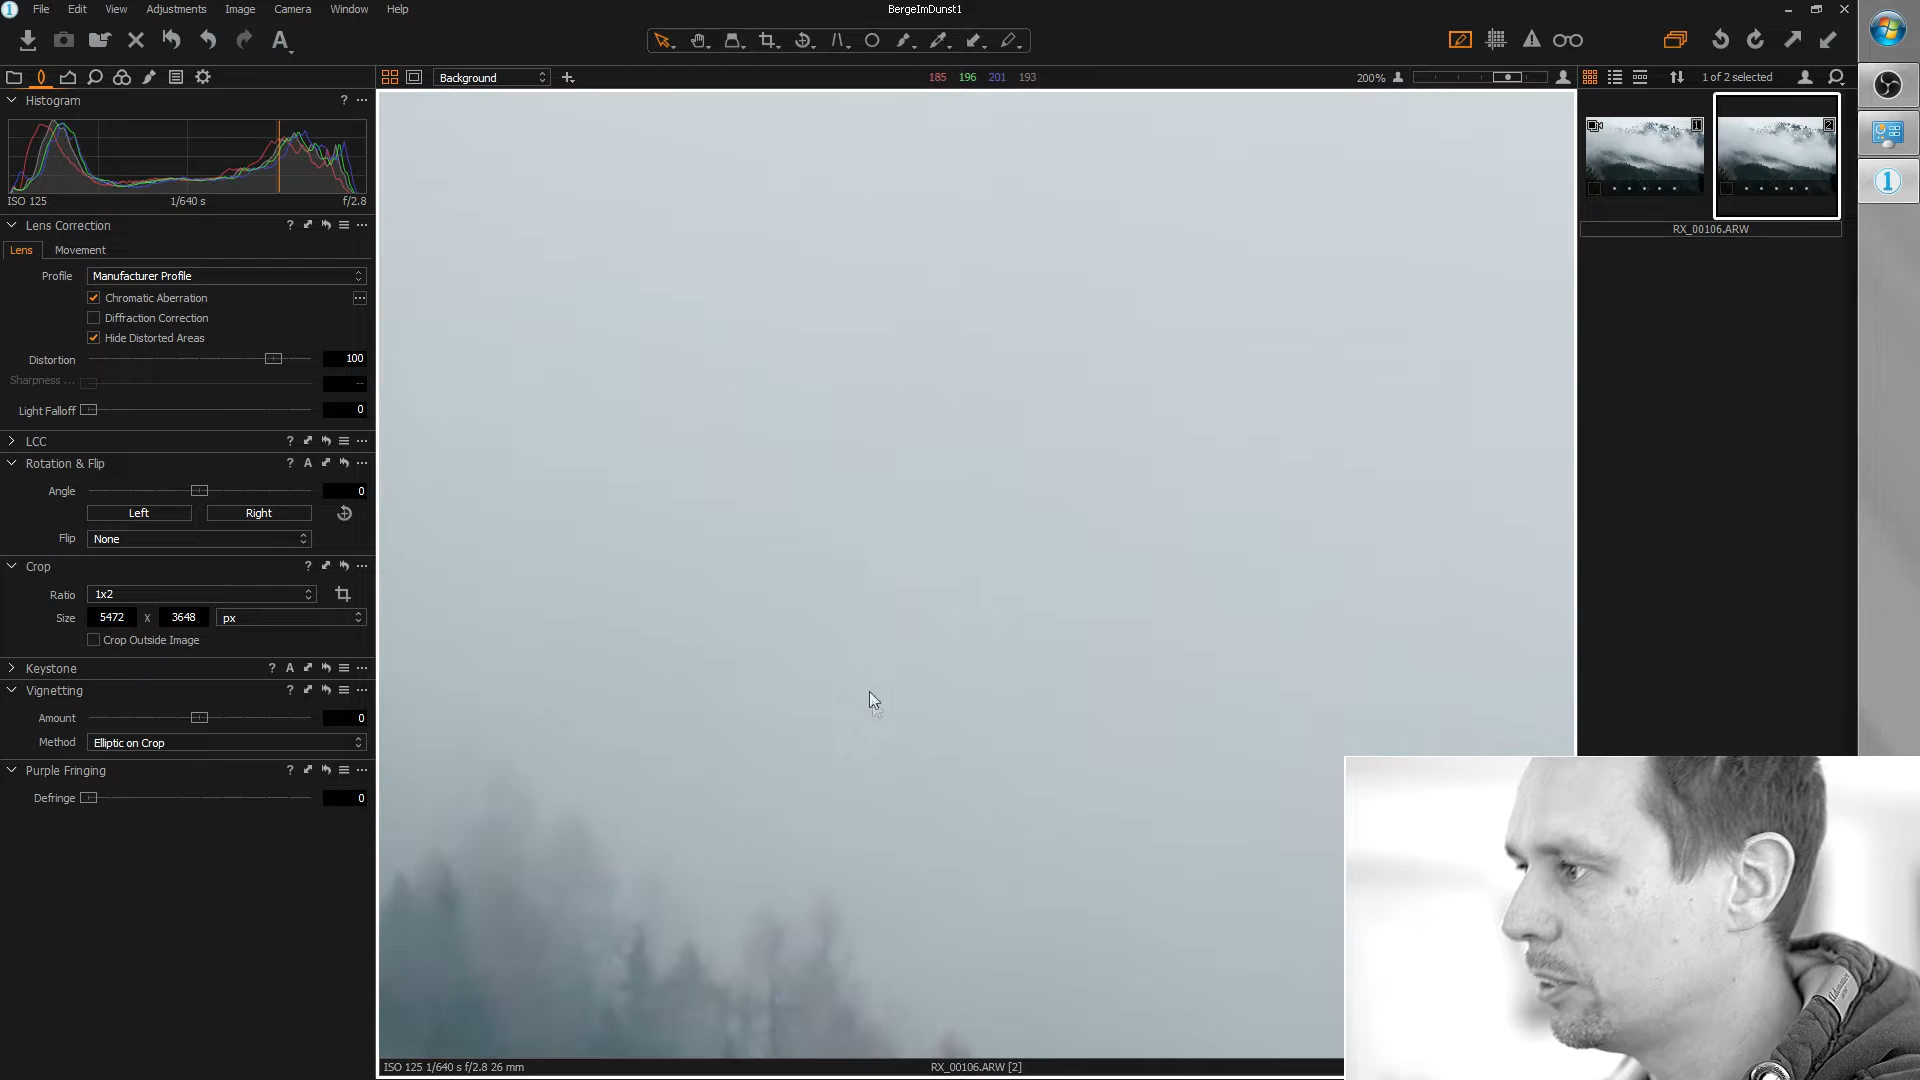 File Edit View Adjustments Image Camera Window Help
BergeImDunst1
Background
185 196 201 193
200%
1 of 2 selected
Histogram
ISO 125 1/640 s f/2.8
Lens Correction
Lens Movement
Profile Manufacturer Profile
Chromatic Aberration
Diffraction Correction
Hide Distorted Areas
Distortion 100
Sharpness ... --
Light Falloff 0
LCC
Rotation & Flip
Angle 0
Left Right
Flip None
Crop
Ratio 1x2
Size 5472 X 3648 px
Crop Outside Image
Keystone
Vignetting
Amount 0
Method Elliptic on Crop
Purple Fringing
Defringe 0
1 2
RX_00106.ARW
ISO 125 1/640 s f/2.8 26 mm
RX_00106.ARW [2]